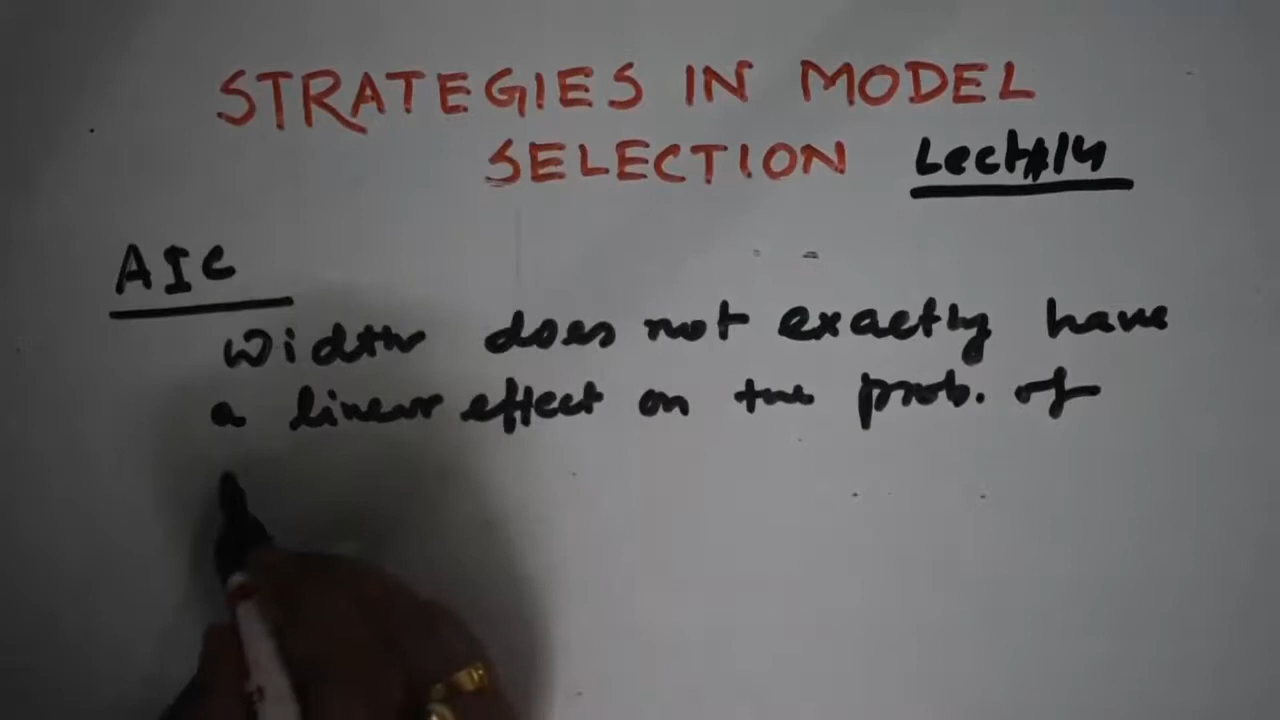 STRATEGIES IN MODEL
SELECTION Lect#14
AIC
Width does not exactly have
a linear effect on the prob. of